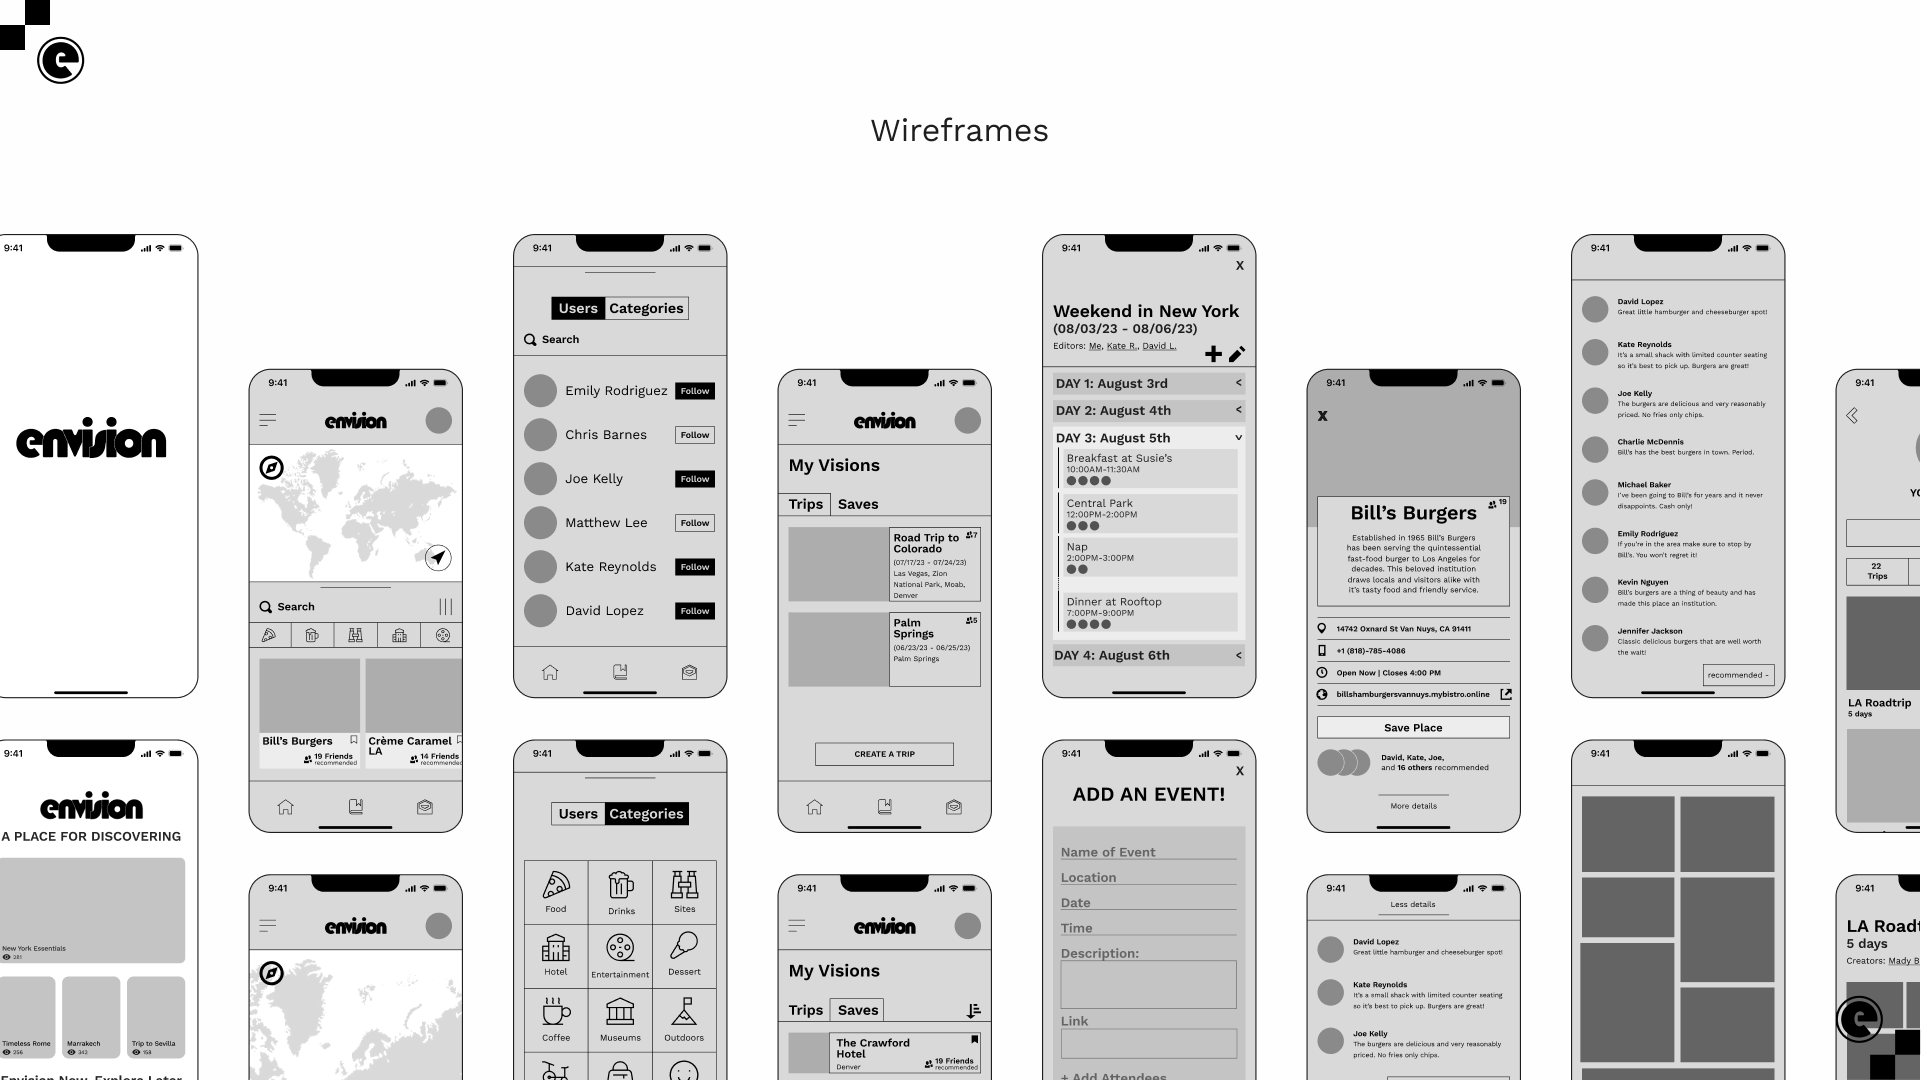 e
Wireframes
9:41
envision
9:41
envision
A PLACE FOR DISCOVERING
New York Essentials
281
Timeless Rome
256
Marrakech
342
Trip to Sevilla
158
Envision Now, Explore Later
9:41
envision
Search
Bill's Burgers
19 Friends
recommended
Crème Caramel
LA
14 Friends
recommended
9:41
envision
9:41
Users Categories
Search
Emily Rodriguez Follow
Chris Barnes Follow
Joe Kelly Follow
Matthew Lee Follow
Kate Reynolds Follow
David Lopez Follow
9:41
Users Categories
Food Drinks Sites
Hotel Entertainment Dessert
Coffee Museums Outdoors
9:41
envision
My Visions
Trips Saves
Road Trip to 7
Colorado
(07/17/23 - 07/24/23)
Las Vegas, Zion
National Park, Moab,
Denver
Palm 5
Springs
(06/23/23 - 06/25/23)
Palm Springs
CREATE A TRIP
9:41
envision
My Visions
Trips Saves
The Crawford
Hotel
Denver
19 Friends
recommended
9:41
X
Weekend in New York
(08/03/23 - 08/06/23)
Editors: Me, Kate R., David L.
DAY 1: August 3rd <
DAY 2: August 4th <
DAY 3: August 5th v
Breakfast at Susie's
10:00AM-11:30AM
Central Park
12:00PM-2:00PM
Nap
2:00PM-3:00PM
Dinner at Rooftop
7:00PM-9:00PM
DAY 4: August 6th <
9:41
X
ADD AN EVENT!
Name of Event
Location
Date
Time
Description:
Link
+ Add Attendees
9:41
X
19
Bill's Burgers
Established in 1965 Bill's Burgers
has been serving the quintessential
fast-food burger to Los Angeles for
decades. This beloved institution
draws locals and visitors alike with
it's tasty food and friendly service.
14742 Oxnard St Van Nuys, CA 91411
+1 (818)-785-4086
Open Now | Closes 4:00 PM
billshamburgersvannuys.mybistro.online
Save Place
David, Kate, Joe,
and 16 others recommended
More details
9:41
Less details
David Lopez
Great little hamburger and cheeseburger spot!
Kate Reynolds
It's a small shack with limited counter seating
so it's best to pick up. Burgers are great!
Joe Kelly
The burgers are delicious and very reasonably
priced. No fries only chips.
9:41
David Lopez
Great little hamburger and cheeseburger spot!
Kate Reynolds
It's a small shack with limited counter seating
so it's best to pick up. Burgers are great!
Joe Kelly
The burgers are delicious and very reasonably
priced. No fries only chips.
Charlie McDennis
Bill's has the best burgers in town. Period.
Michael Baker
I've been going to Bill's for years and it never
disappoints. Cash only!
Emily Rodriguez
If you're in the area make sure to stop by
Bill's. You won't regret it!
Kevin Nguyen
Bill's burgers are a thing of beauty and has
made this place an institution.
Jennifer Jackson
Classic delicious burgers that are well worth
the wait!
recommended -
9:41
9:41
YO
22
Trips
LA Roadtrip
5 days
9:41
LA Roadt
5 days
Creators: Mady B
e